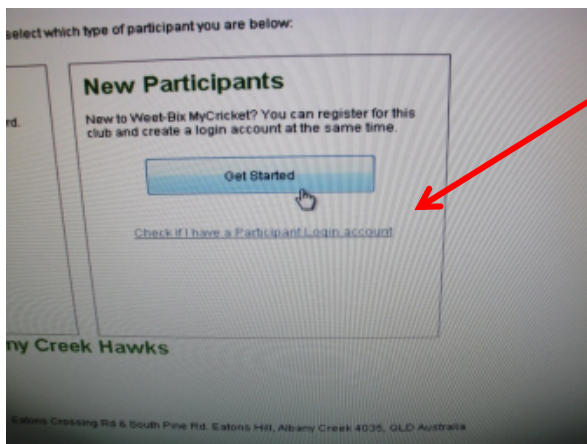 select which type of participant you are below:
New Participants
rd.
New to Weet-Bix MyCricket? You can register for this
club and create a login account at the same time.
Get Started
Check if I have a Participant Login account
ny Creek Hawks
Eatons Crossing Rd & South Pine Rd. Eatons Hill, Albany Creek 4035, QLD Australia